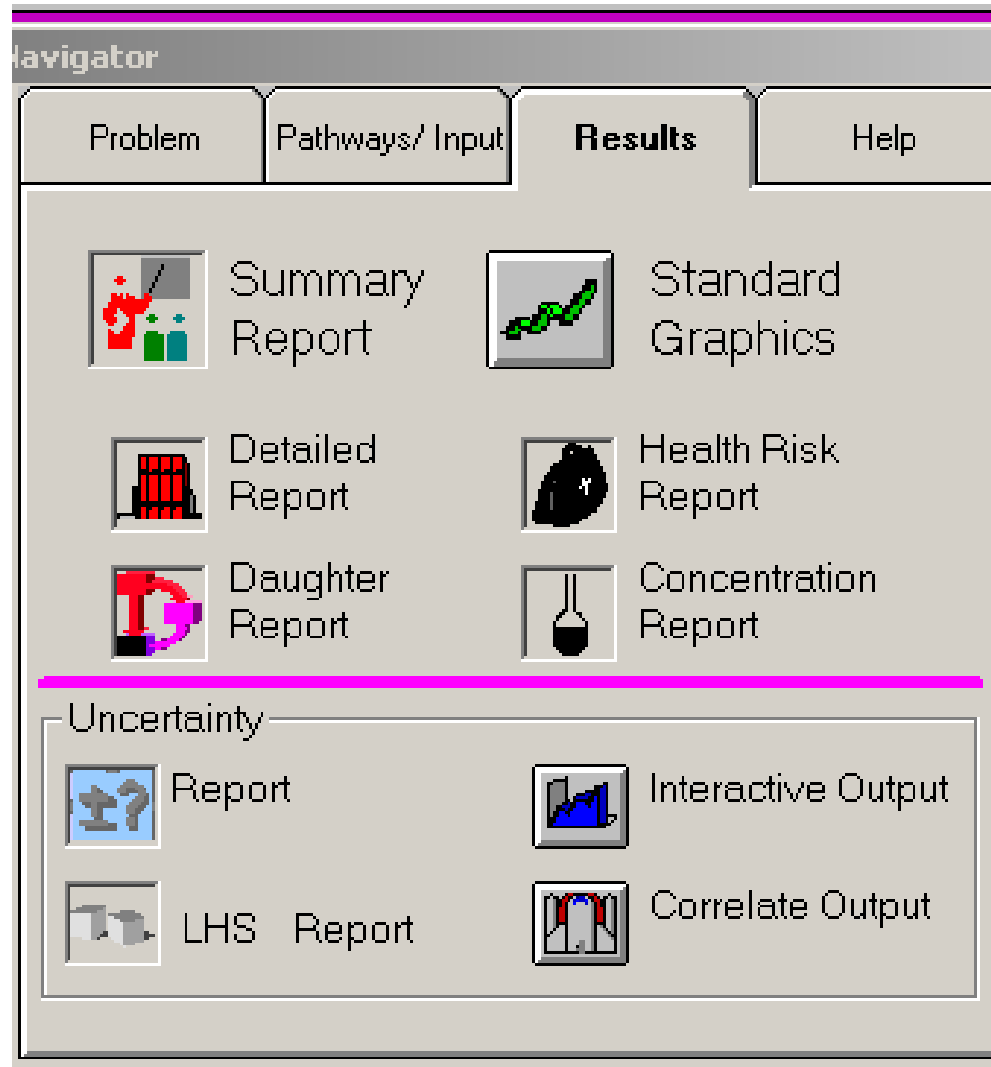 Navigator
Problem Pathways/ Input Results Help
Summary Report
Standard Graphics
Detailed Report
Health Risk Report
Daughter Report
Concentration Report
Uncertainty
±?
Report
Interactive Output
LHS Report
Correlate Output